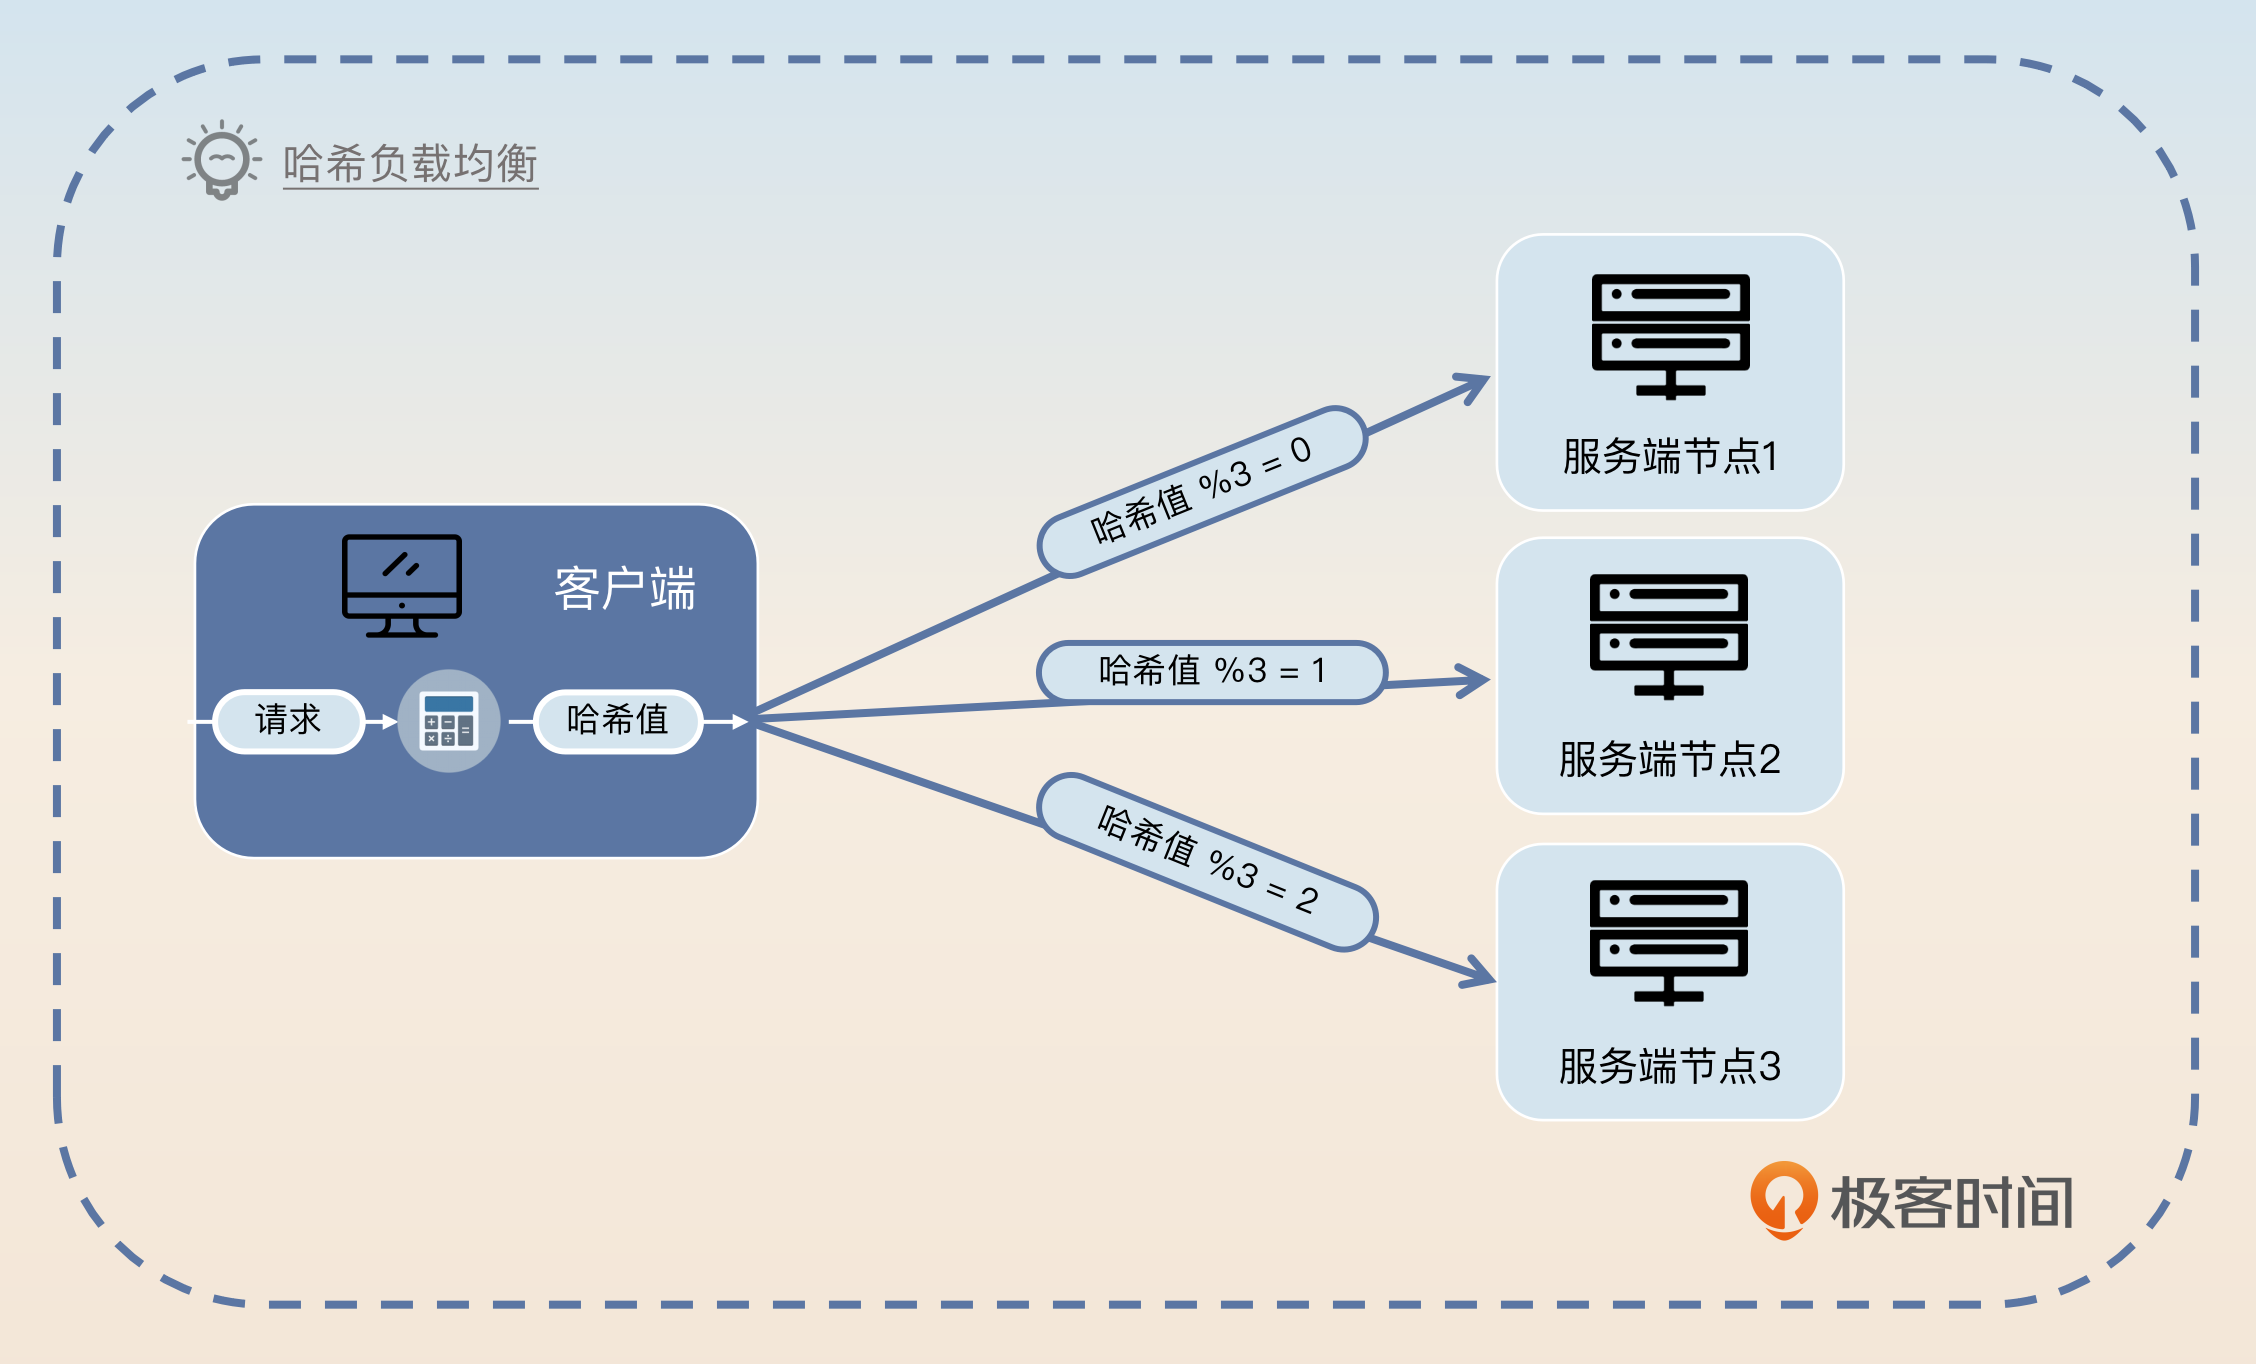 哈希负载均衡
客户端
请求
哈希值
哈希值 %3 = 0
哈希值 %3 = 1
哈希值 %3 = 2
服务端节点1
服务端节点2
服务端节点3
极客时间